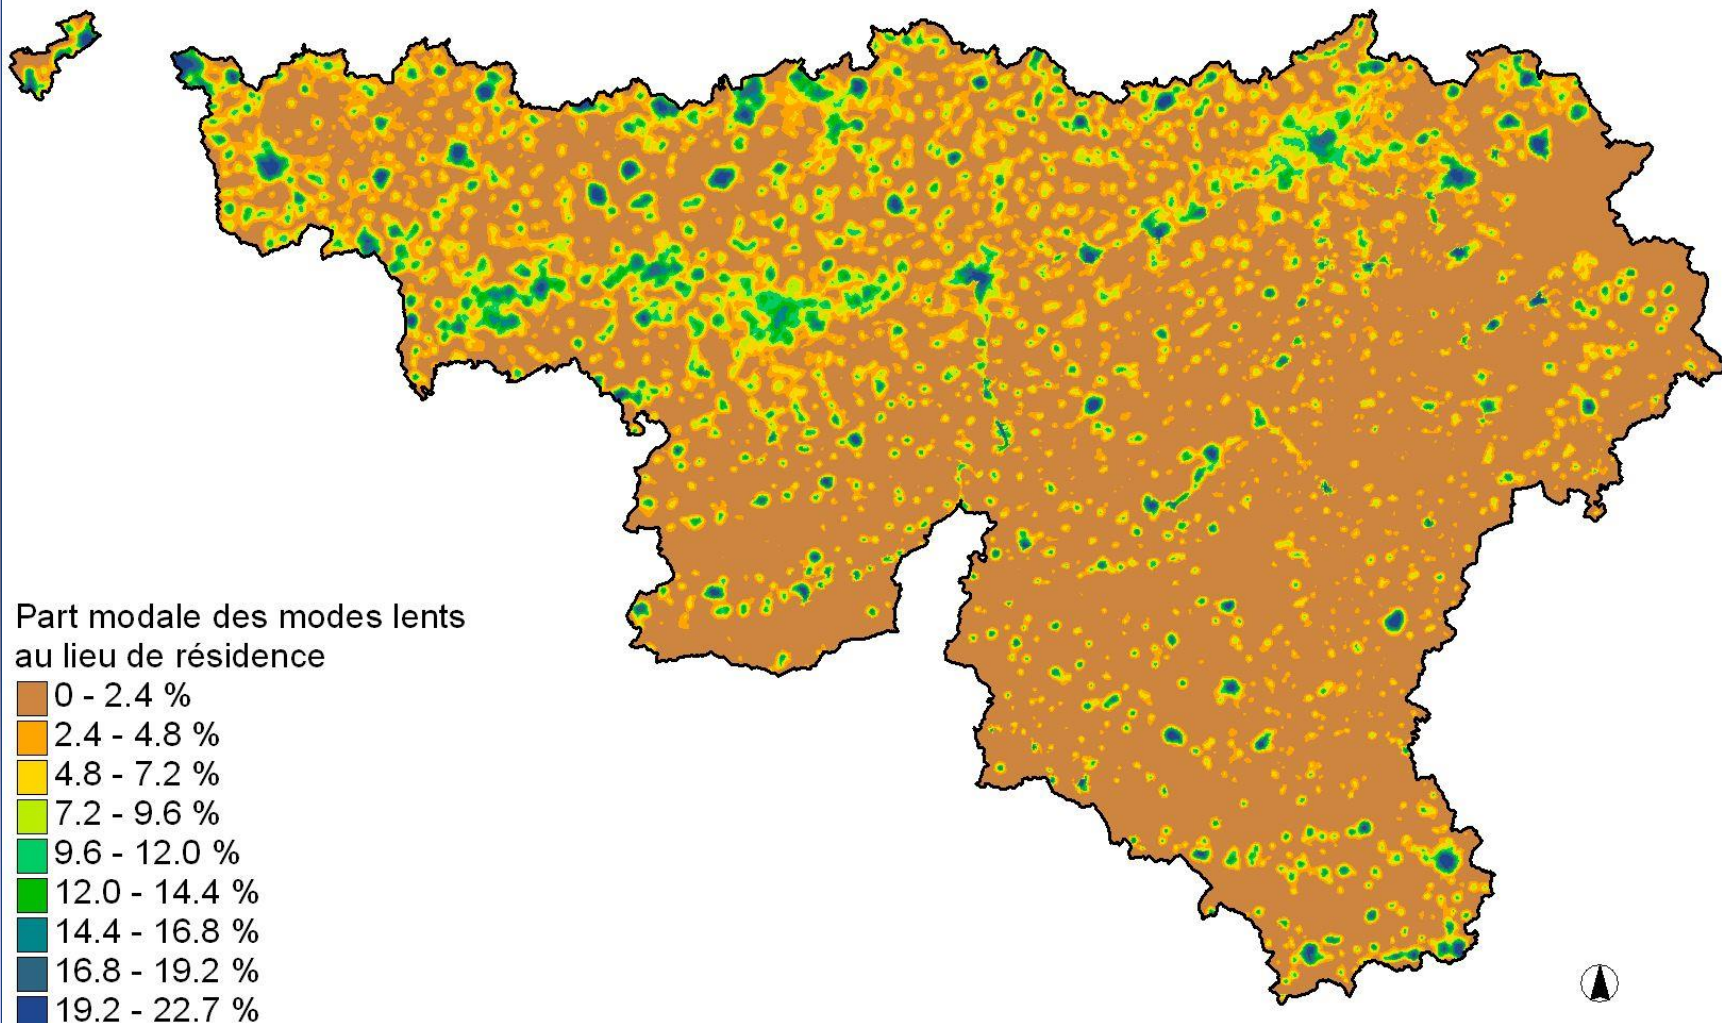 Part modale des modes lents
au lieu de résidence
0 - 2.4 %
2.4 - 4.8 %
4.8 - 7.2 %
7.2 - 9.6 %
9.6 - 12.0 %
12.0 - 14.4 %
14.4 - 16.8 %
16.8 - 19.2 %
19.2 - 22.7 %